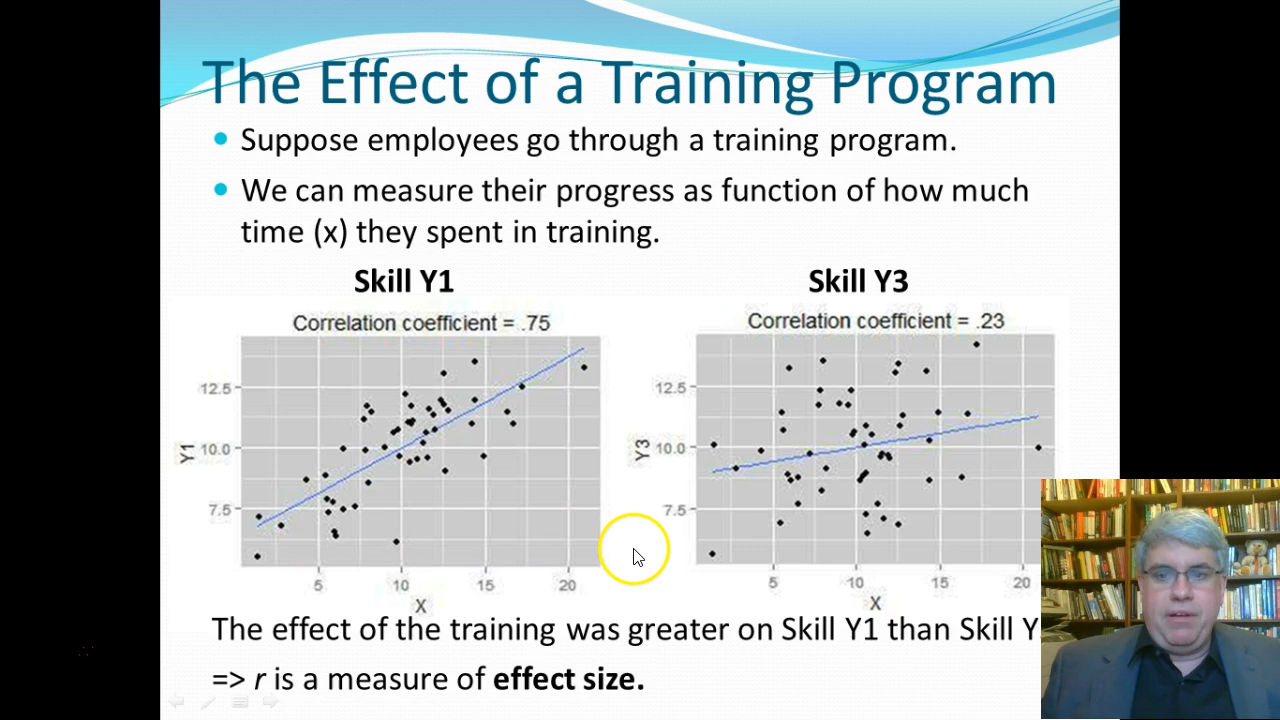 The Effect of a Training Program
• Suppose employees go through a training program.
• We can measure their progress as function of how much
time (x) they spent in training.
Skill Y1
Skill Y3
Correlation coefficient = .75
Correlation coefficient = .23
Y1
12.5
10.0
7.5
5 10 15 20
X
Y3
12.5
10.0
7.5
5 10 15 20
X
The effect of the training was greater on Skill Y1 than Skill Y
=> r is a measure of effect size.